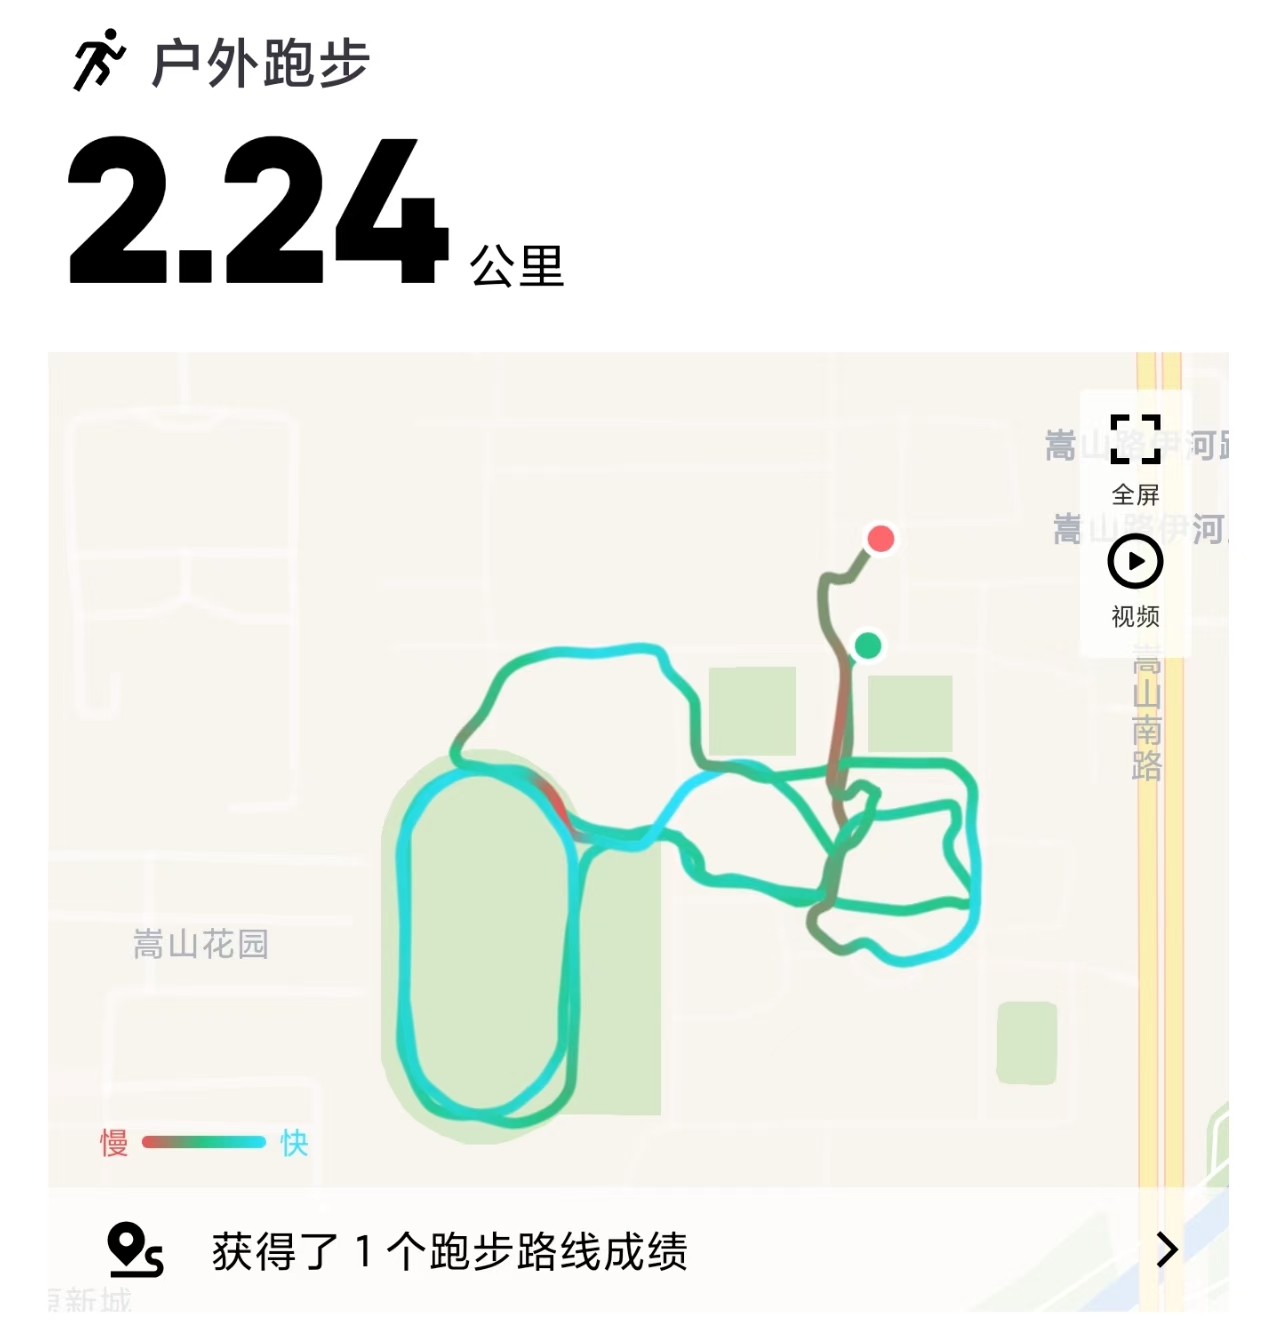 户外跑步
2.24 公里
嵩山路伊河路
全屏
嵩山路伊河
视频
嵩山南路
嵩山花园
慢 快
获得了 1 个跑步路线成绩
新城